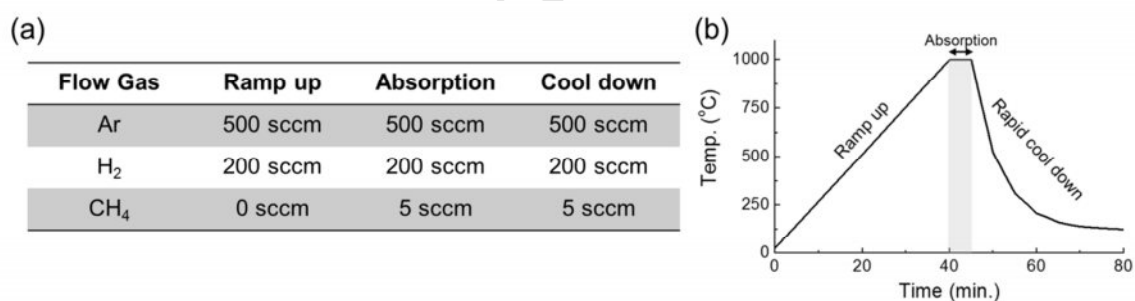 (a)
Flow Gas Ramp up Absorption Cool down
Ar 500 sccm 500 sccm 500 sccm
H₂ 200 sccm 200 sccm 200 sccm
CH₄ 0 sccm 5 sccm 5 sccm
(b)
Absorption
Ramp up
Rapid cool down
Temp. (°C)
1000
750
500
250
0
0 20 40 60 80
Time (min.)